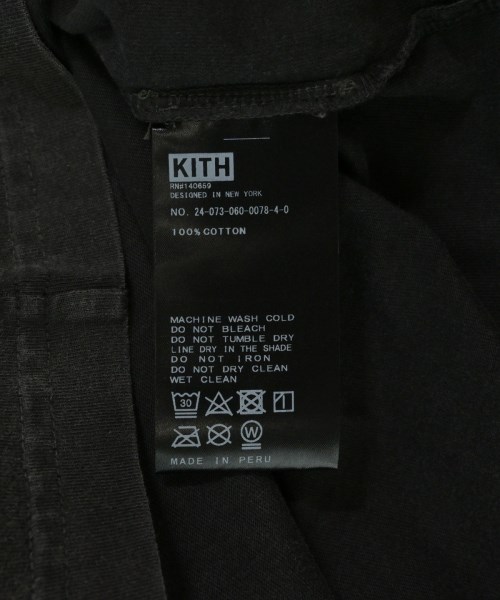 KITH
RN#140659
DESIGNED IN NEW YORK
NO. 24-073-060-0078-4-0
100%COTTON
MACHINE WASH COLD
DO NOT BLEACH
DO NOT TUMBLE DRY
LINE DRY IN THE SHADE
DO NOT IRON
DO NOT DRY CLEAN
WET CLEAN
30
W
MADE IN PERU